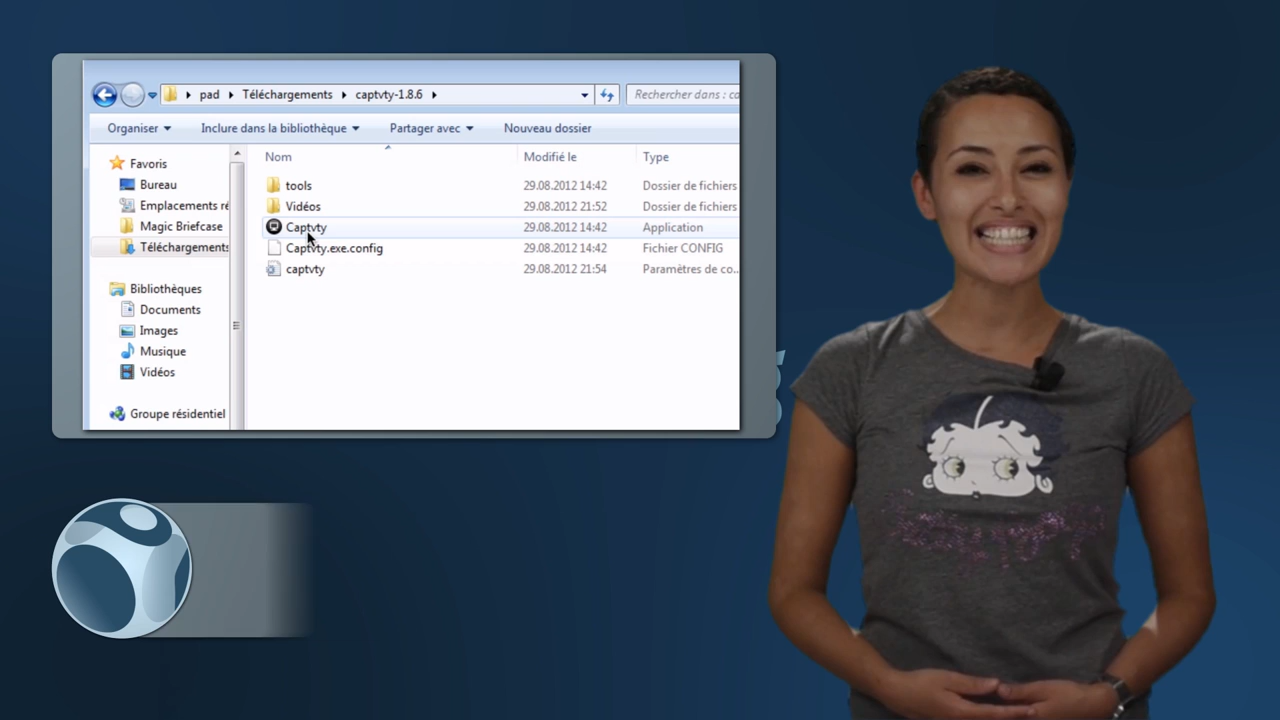 pad Téléchargements captvty-1.8.6
Rechercher dans : ca
Organiser Inclure dans la bibliothèque Partager avec Nouveau dossier
Nom Modifié le Type
Favoris
Bureau
Emplacements ré
Magic Briefcase
Téléchargements
Bibliothèques
Documents
Images
Musique
Vidéos
Groupe résidentiel
tools 29.08.2012 14:42 Dossier de fichiers
Vidéos 29.08.2012 21:52 Dossier de fichiers
Captvty 29.08.2012 14:42 Application
Captvty.exe.config 29.08.2012 14:42 Fichier CONFIG
captvty 29.08.2012 21:54 Paramètres de co...